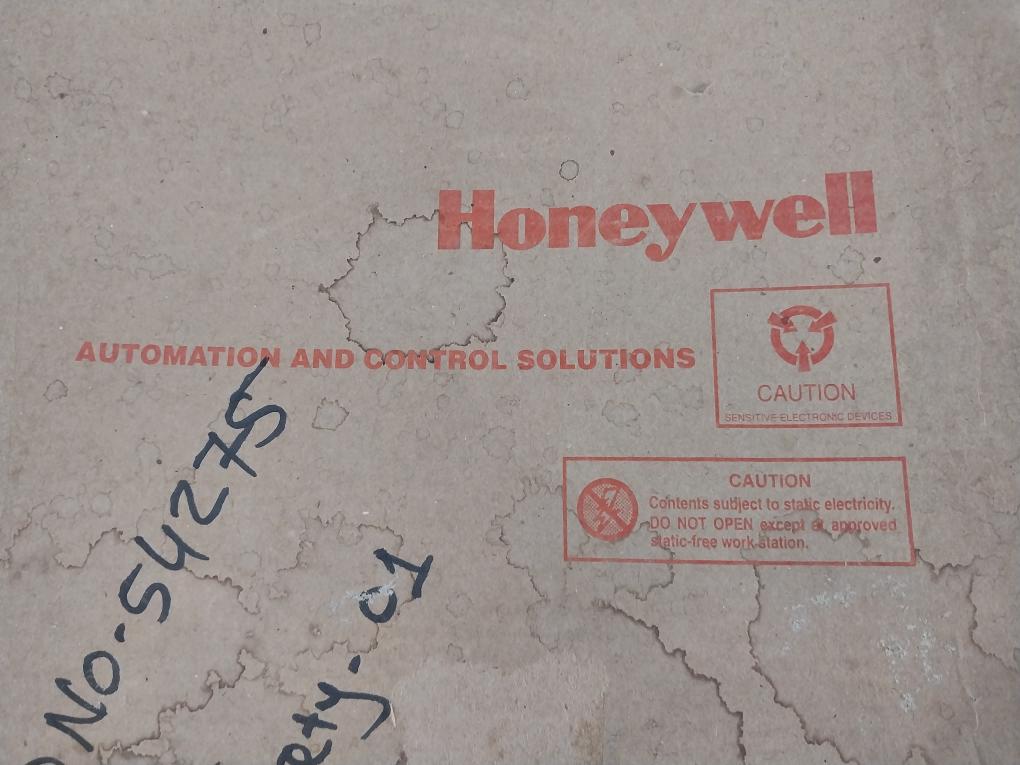 Honeywell
AUTOMATION AND CONTROL SOLUTIONS
CAUTION
SENSITIVE ELECTRONIC DEVICES
CAUTION
Contents subject to static electricity.
DO NOT OPEN except at approved
static-free work station.
No. 54275
ety- 01